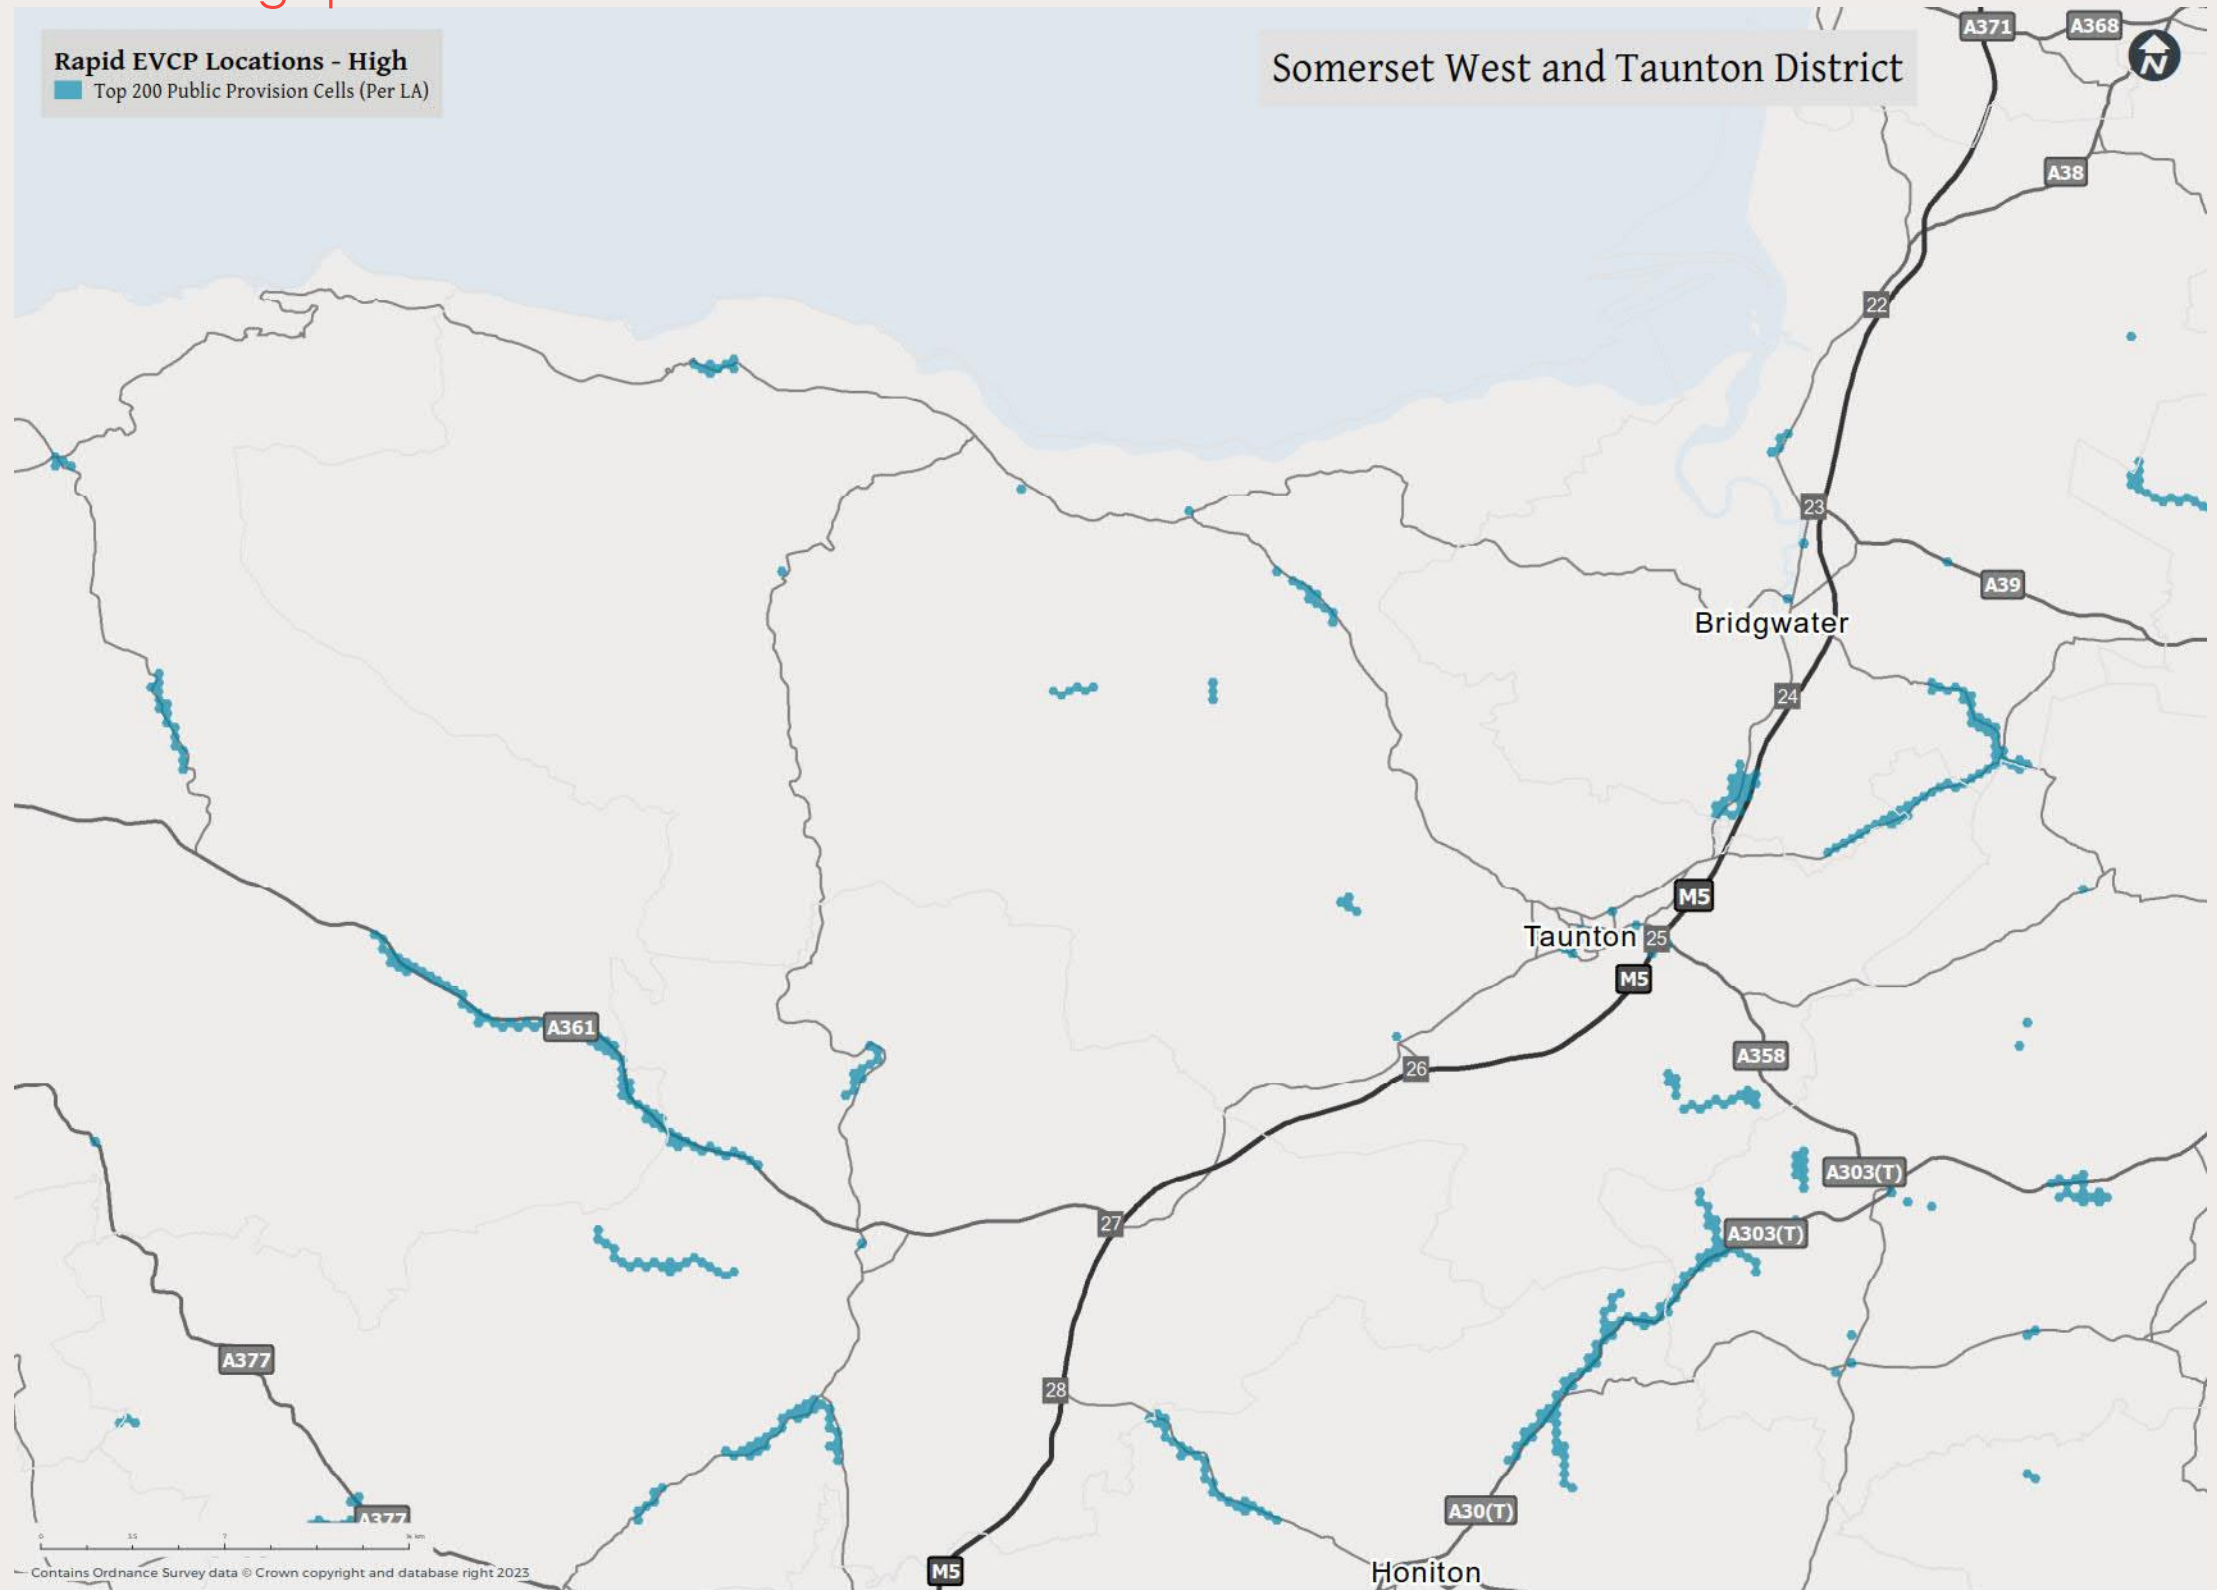 Rapid EVCP Locations - High
Top 200 Public Provision Cells (Per LA)
Somerset West and Taunton District
A371
A368
N
A38
22
23
A39
Bridgwater
24
M5
Taunton
25
M5
A361
26
A358
A303(T)
27
A303(T)
A377
28
A30(T)
A377
M5
Honiton
Contains Ordnance Survey data © Crown copyright and database right 2023